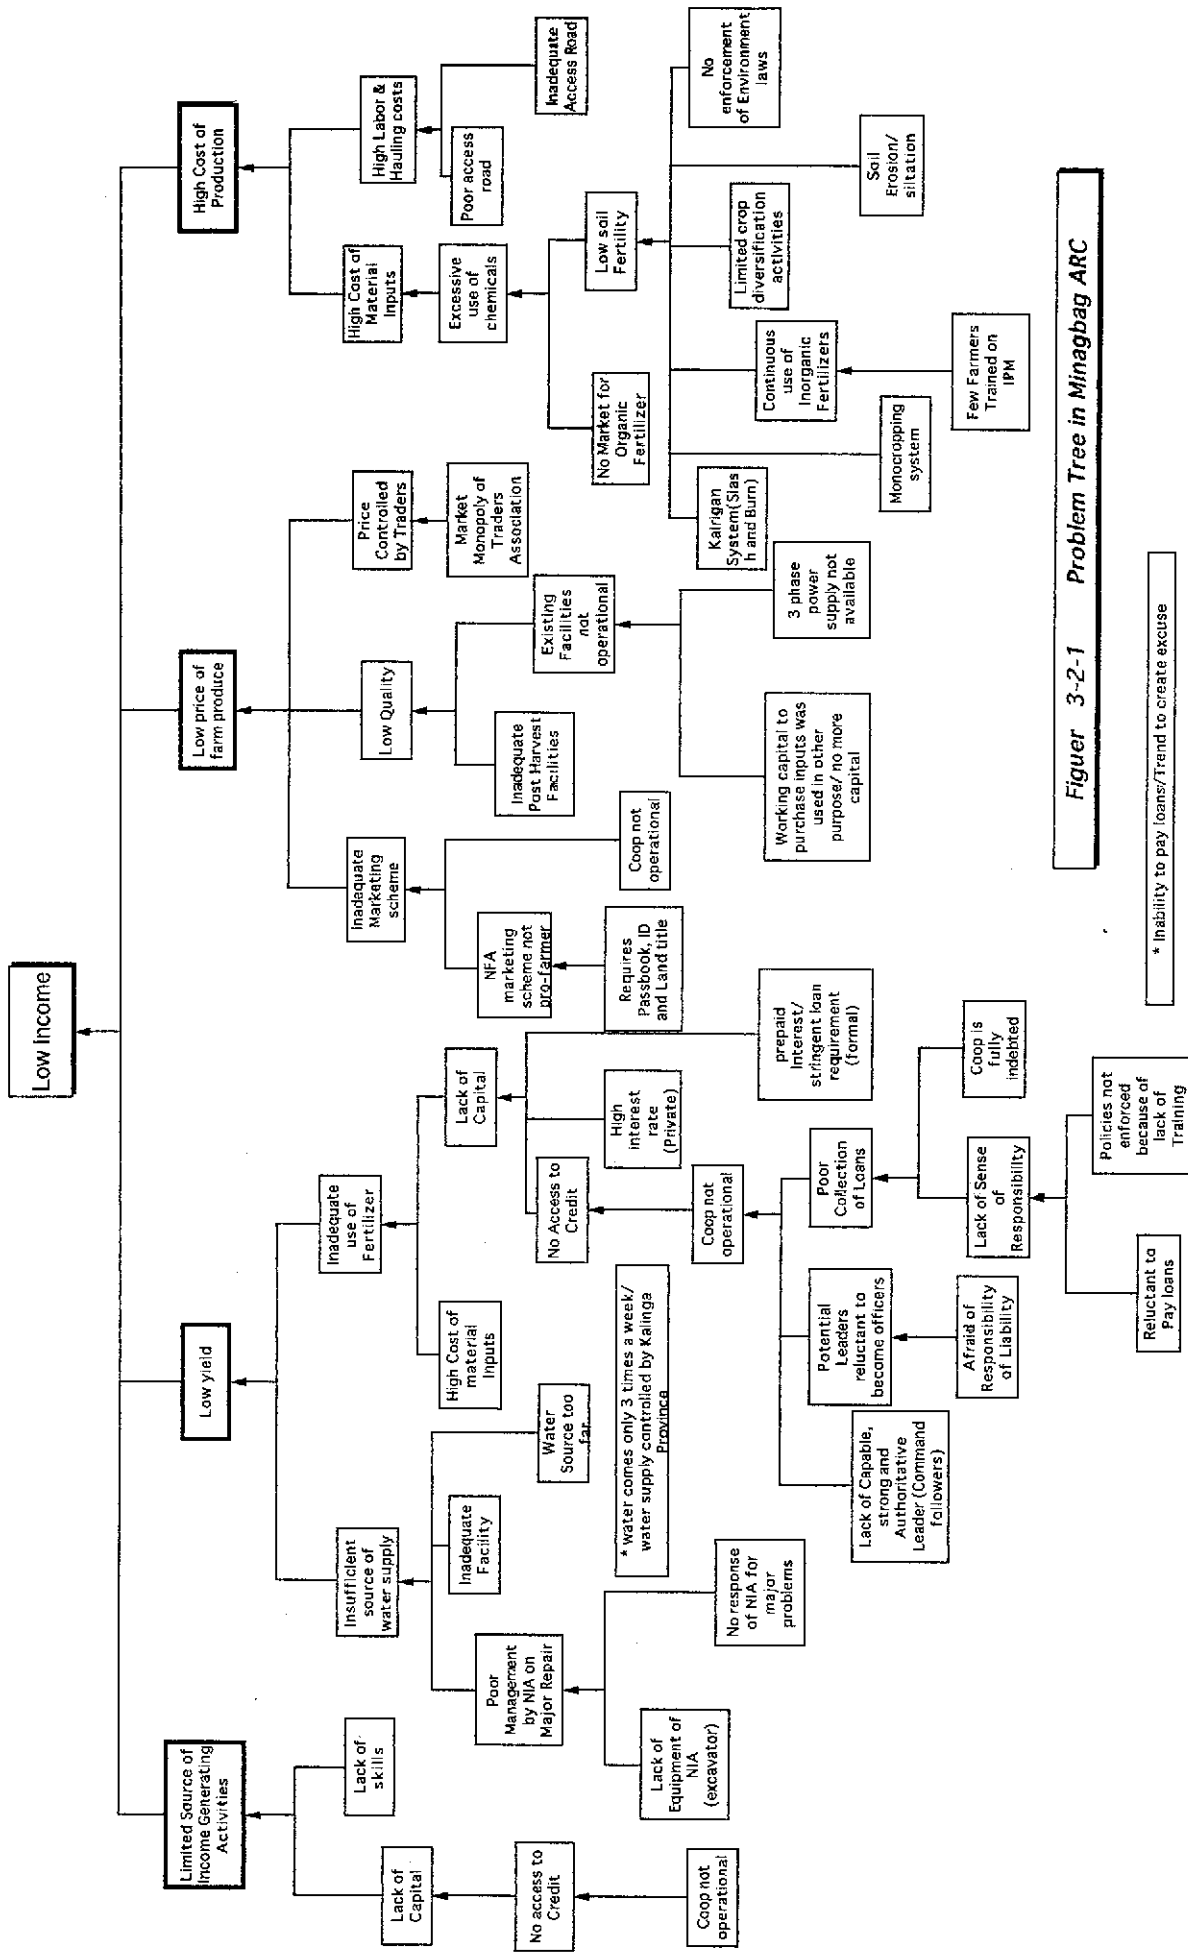 Low Income
Limited Source of
Income Generating
Activities
Low yield
Low price of
farm produce
High Cost of
Production
Lack of
Capital
Lack of
skills
No access to
Credit
Coop not
operational
Insufficient
source of
water supply
Inadequate
use of
Fertilizer
Poor
Management
by NIA on
Major Repair
Inadequate
Facility
Water
Source too
far
Lack of
Equipment of
NIA
(excavator)
No response
of NIA for
major
problems
* water comes only 3 times a week/
water supply controlled by Kalinga
Province
High Cost of
material
Inputs
Lack of
Capital
No Access to
Credit
High
interest
rate
(Private)
prepaid
Interest/
stringent loan
requirement
(formal)
Coop not
operational
Lack of Capable,
strong and
Authoritative
Leader (Command
followers)
Potential
Leaders
reluctant to
become officers
Poor
Collection
of Loans
Afraid of
Responsibility
of Liability
Lack of Sense
of
Responsibility
Coop is
fully
indebted
Reluctant to
Pay loans
Policies not
enforced
because of
lack of
Training
Inadequate
Marketing
scheme
Low Quality
Price
Controlled
by Traders
NFA
marketing
scheme not
pro-farmer
Coop not
operational
Requires
Passbook, ID
and Land title
Inadequate
Post Harvest
Facilities
Existing
Facilities
not
operational
Market
Monopoly of
Traders
Association
Working capital to
purchase inputs was
used in other
purpose/ no more
capital
3 phase
power
supply not
available
High Cost of
Material
Inputs
High Labor &
Hauling costs
Excessive
use of
chemicals
Poor access
road
Inadequate
Access Road
No Market for
Organic
Fertilizer
Low soil
Fertility
Kairigan
System(Slas
h and Burn)
Monocropping
system
Continuous
use of
Inorganic
Fertilizers
Limited crop
diversification
activities
Soil
Erosion/
siltation
No
enforcement
of Environment
laws
Few Farmers
Trained on
IPM
Figuer 3-2-1 Problem Tree in Minagbag ARC
* Inability to pay loans/Trend to create excuse